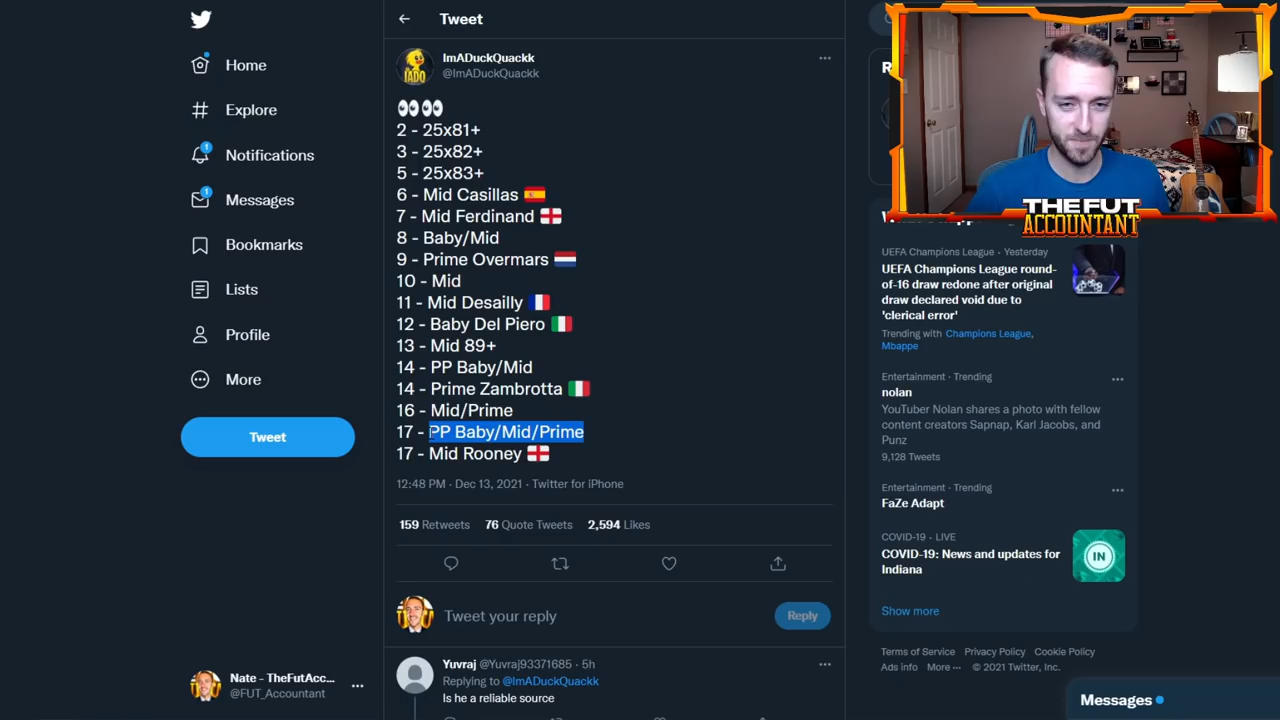 Home
Explore
Notifications
1
Messages
1
Bookmarks
Lists
Profile
More
Tweet
Nate - TheFutAcc...
@FUT_Accountant
Tweet
IADQ
ImADuckQuackk
@ImADuckQuackk
👀👀
2 - 25x81+
3 - 25x82+
5 - 25x83+
6 - Mid Casillas 🇪🇸
7 - Mid Ferdinand 🏴󠁧󠁢󠁥󠁮󠁧󠁿
8 - Baby/Mid
9 - Prime Overmars 🇳🇱
10 - Mid
11 - Mid Desailly 🇫🇷
12 - Baby Del Piero 🇮🇹
13 - Mid 89+
14 - PP Baby/Mid
14 - Prime Zambrotta 🇮🇹
16 - Mid/Prime
17 - PP Baby/Mid/Prime
17 - Mid Rooney 🏴󠁧󠁢󠁥󠁮󠁧󠁿
12:48 PM · Dec 13, 2021 · Twitter for iPhone
159 Retweets 76 Quote Tweets 2,594 Likes
Tweet your reply
Reply
Yuvraj @Yuvraj93371685 · 5h
Replying to @ImADuckQuackk
Is he a reliable source
THE FUT
ACCOUNTANT
UEFA Champions League · Yesterday
UEFA Champions League round-
of-16 draw redone after original
draw declared void due to
'clerical error'
Trending with Champions League,
Mbappe
Entertainment · Trending
nolan
YouTuber Nolan shares a photo with fellow
content creators Sapnap, Karl Jacobs, and
Punz
9,128 Tweets
Entertainment · Trending
FaZe Adapt
COVID-19 · LIVE
COVID-19: News and updates for
Indiana
IN
Show more
Terms of Service Privacy Policy Cookie Policy
Ads info More ··· © 2021 Twitter, Inc.
Messages